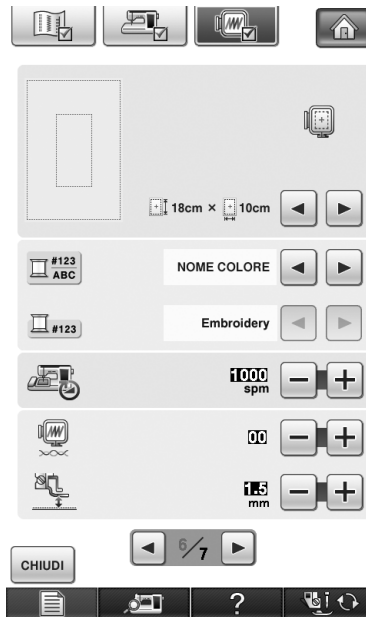 18cm × 10cm
#123
ABC
NOME COLORE
#123
Embroidery
1000
spm
00
1.5
mm
6/7
CHIUDI
?